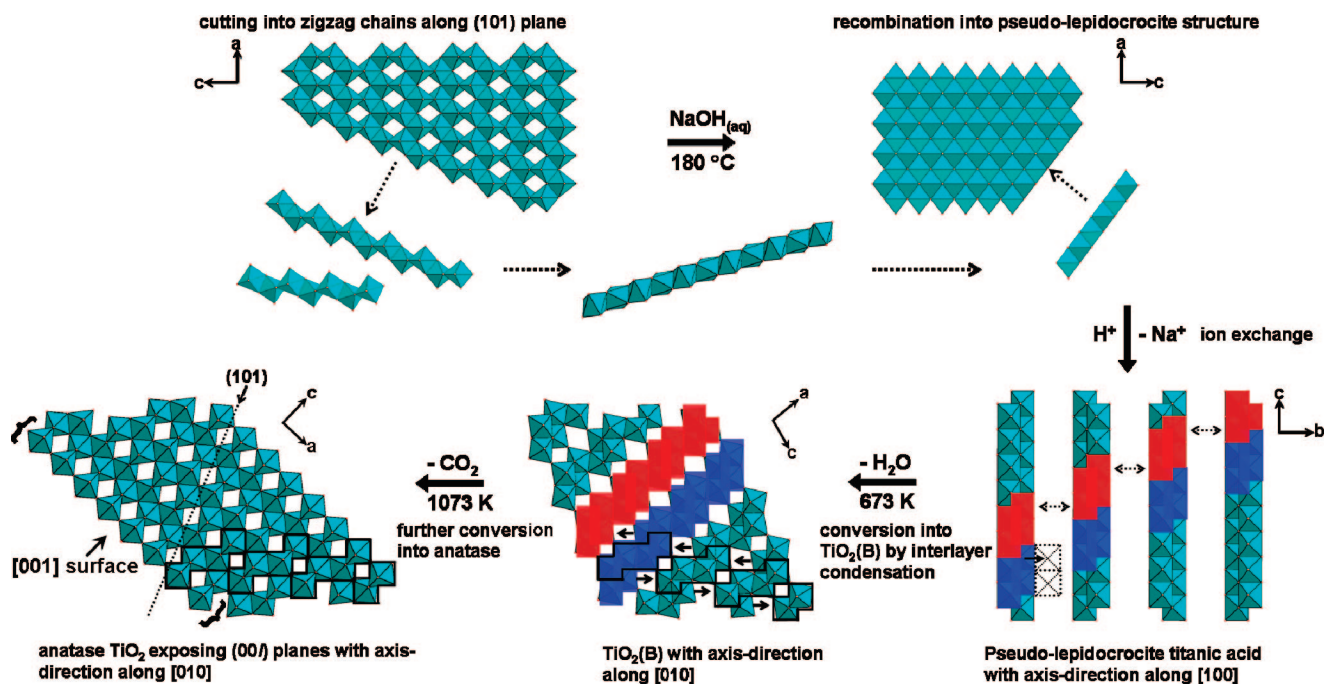 cutting into zigzag chains along (101) plane
recombination into pseudo-lepidocrocite structure
a
c
a
c
NaOH(aq)
180 °C
H+ - Na+ ion exchange
(101)
c
a
a
c
c
b
- CO2
1073 K
further conversion
into anatase
- H2O
673 K
conversion into
TiO2(B) by interlayer
condensation
[001] surface
anatase TiO2 exposing (00l) planes with axis-
direction along [010]
TiO2(B) with axis-direction
along [010]
Pseudo-lepidocrocite titanic acid
with axis-direction along [100]